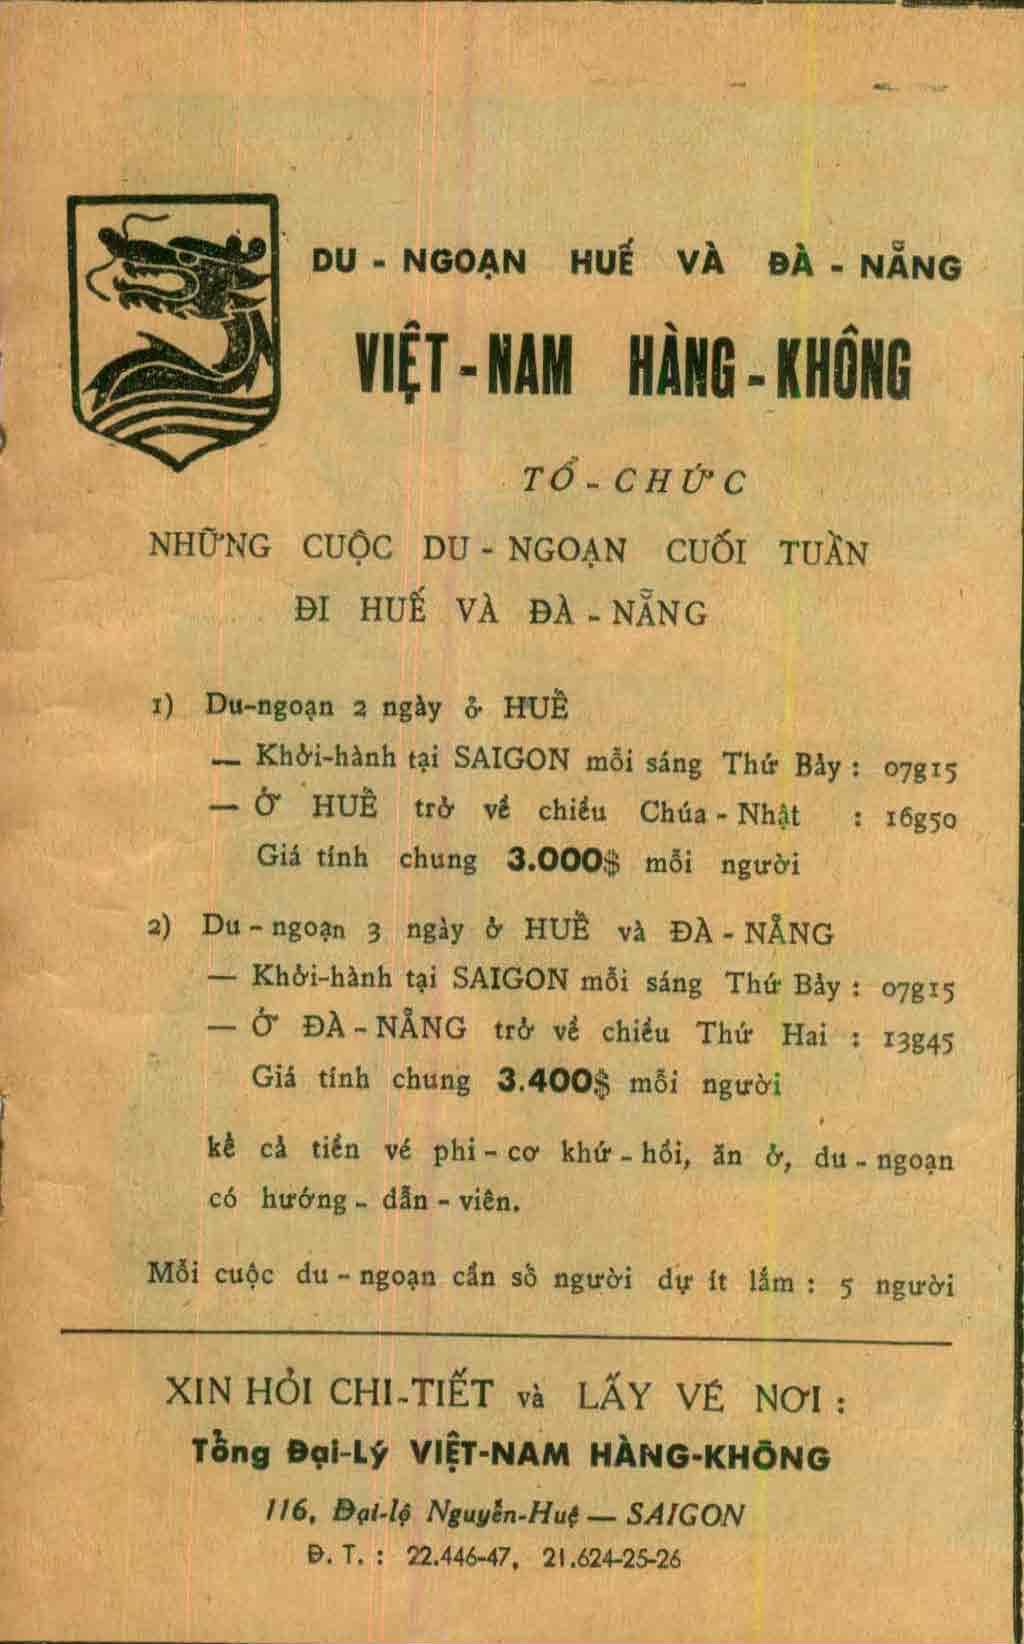 DU - NGOẠN HUẾ VÀ ĐÀ - NẴNG
VIỆT - NAM HÀNG - KHÔNG
TỔ - CHỨC
NHỮNG CUỘC DU - NGOẠN CUỐI TUẦN
ĐI HUẾ VÀ ĐÀ - NẴNG
1) Du-ngoạn 2 ngày ở HUẾ
— Khởi-hành tại SAIGON mỗi sáng Thứ Bảy : 07g15
— Ở HUẾ trở về chiều Chúa - Nhật : 16g50
Giá tính chung 3.000$ mỗi người
2) Du - ngoạn 3 ngày ở HUẾ và ĐÀ - NẴNG
— Khởi-hành tại SAIGON mỗi sáng Thứ Bảy : 07g15
— Ở ĐÀ - NẴNG trở về chiều Thứ Hai : 13g45
Giá tính chung 3.400$ mỗi người
kể cả tiền vé phi - cơ khứ - hồi, ăn ở, du - ngoạn
có hướng - dẫn - viên.
Mỗi cuộc du - ngoạn cần số người dự ít lắm : 5 người
XIN HỎI CHI-TIẾT và LẤY VÉ NƠI :
Tổng Đại-Lý VIỆT-NAM HÀNG-KHÔNG
116, Đại-lộ Nguyễn-Huệ — SAIGON
Đ. T. : 22.446-47, 21.624-25-26